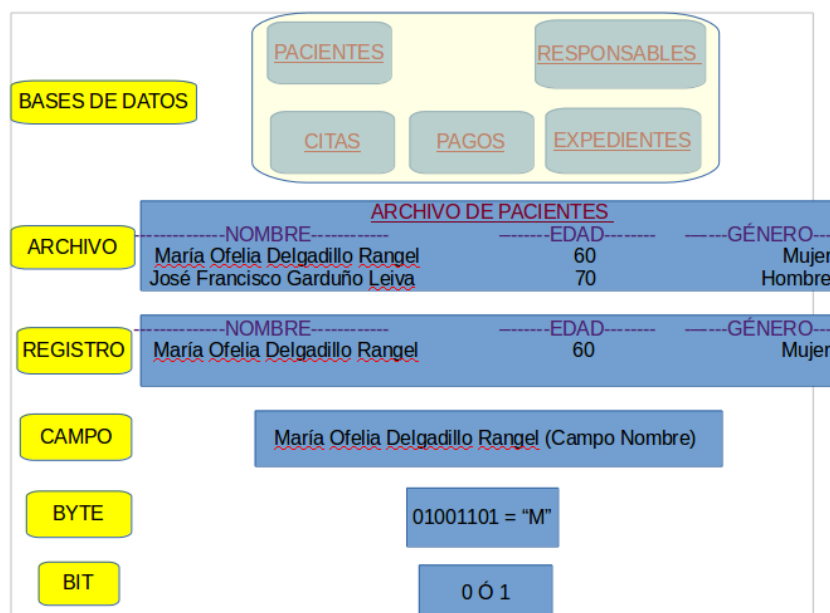 PACIENTES
RESPONSABLES
BASES DE DATOS
CITAS
PAGOS
EXPEDIENTES
ARCHIVO DE PACIENTES
ARCHIVO
-------------NOMBRE-----------
-------EDAD-------
------GÉNERO---
María Ofelia Delgadillo Rangel 60 Mujer
José Francisco Garduño Leiva 70 Hombre
REGISTRO
-------------NOMBRE-----------
-------EDAD-------
------GÉNERO---
María Ofelia Delgadillo Rangel 60 Mujer
CAMPO
María Ofelia Delgadillo Rangel (Campo Nombre)
BYTE
01001101 = “M”
BIT
0 Ó 1